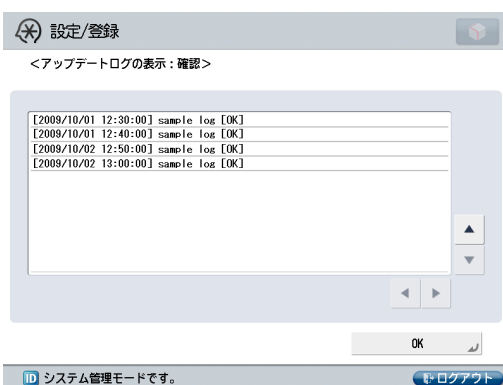 設定/登録
＜アップデートログの表示：確認＞
[2009/10/01 12:30:00] sample log [OK]
[2009/10/01 12:40:00] sample log [OK]
[2009/10/02 12:50:00] sample log [OK]
[2009/10/02 13:00:00] sample log [OK]
OK
ID システム管理モードです。 ログアウト